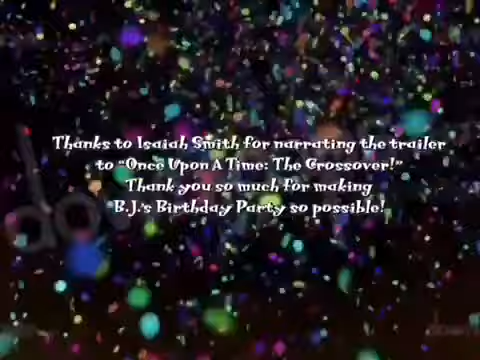 Thanks to Isaiah Smith for narrating the trailer
to "Once Upon A Time: The Crossover!"
Thank you so much for making
B.J.'s Birthday Party so possible!